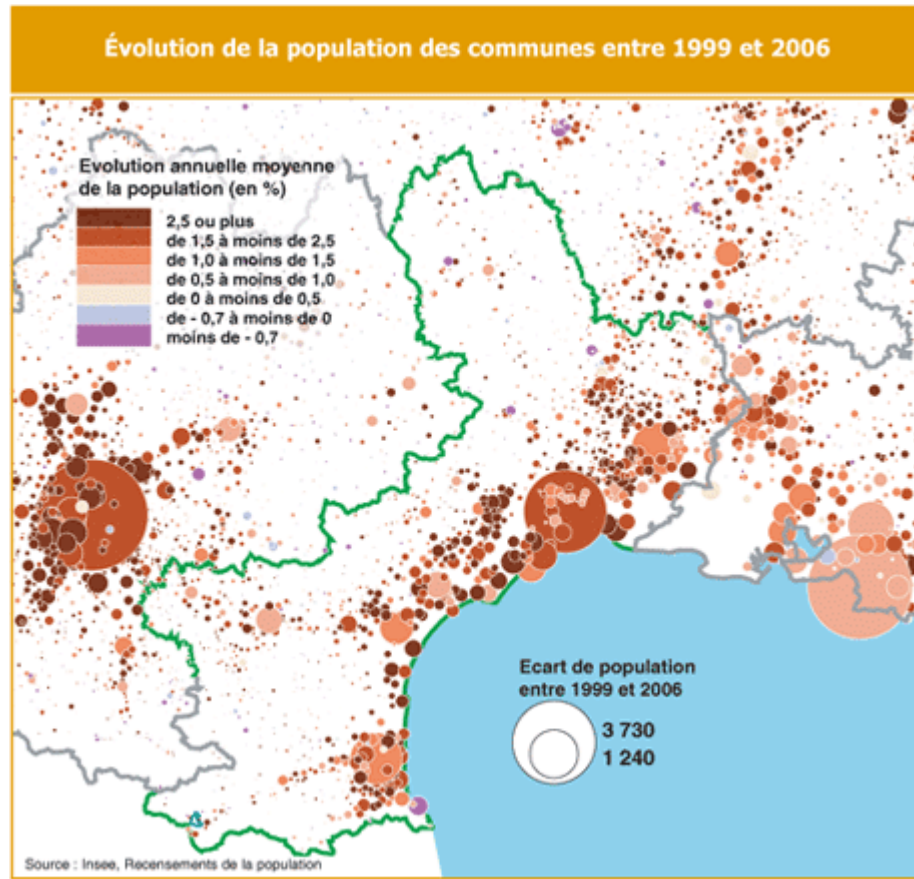 Évolution de la population des communes entre 1999 et 2006
Evolution annuelle moyenne
de la population (en %)
2,5 ou plus
de 1,5 à moins de 2,5
de 1,0 à moins de 1,5
de 0,5 à moins de 1,0
de 0 à moins de 0,5
de - 0,7 à moins de 0
moins de - 0,7
Ecart de population
entre 1999 et 2006
3 730
1 240
Source : Insee, Recensements de la population